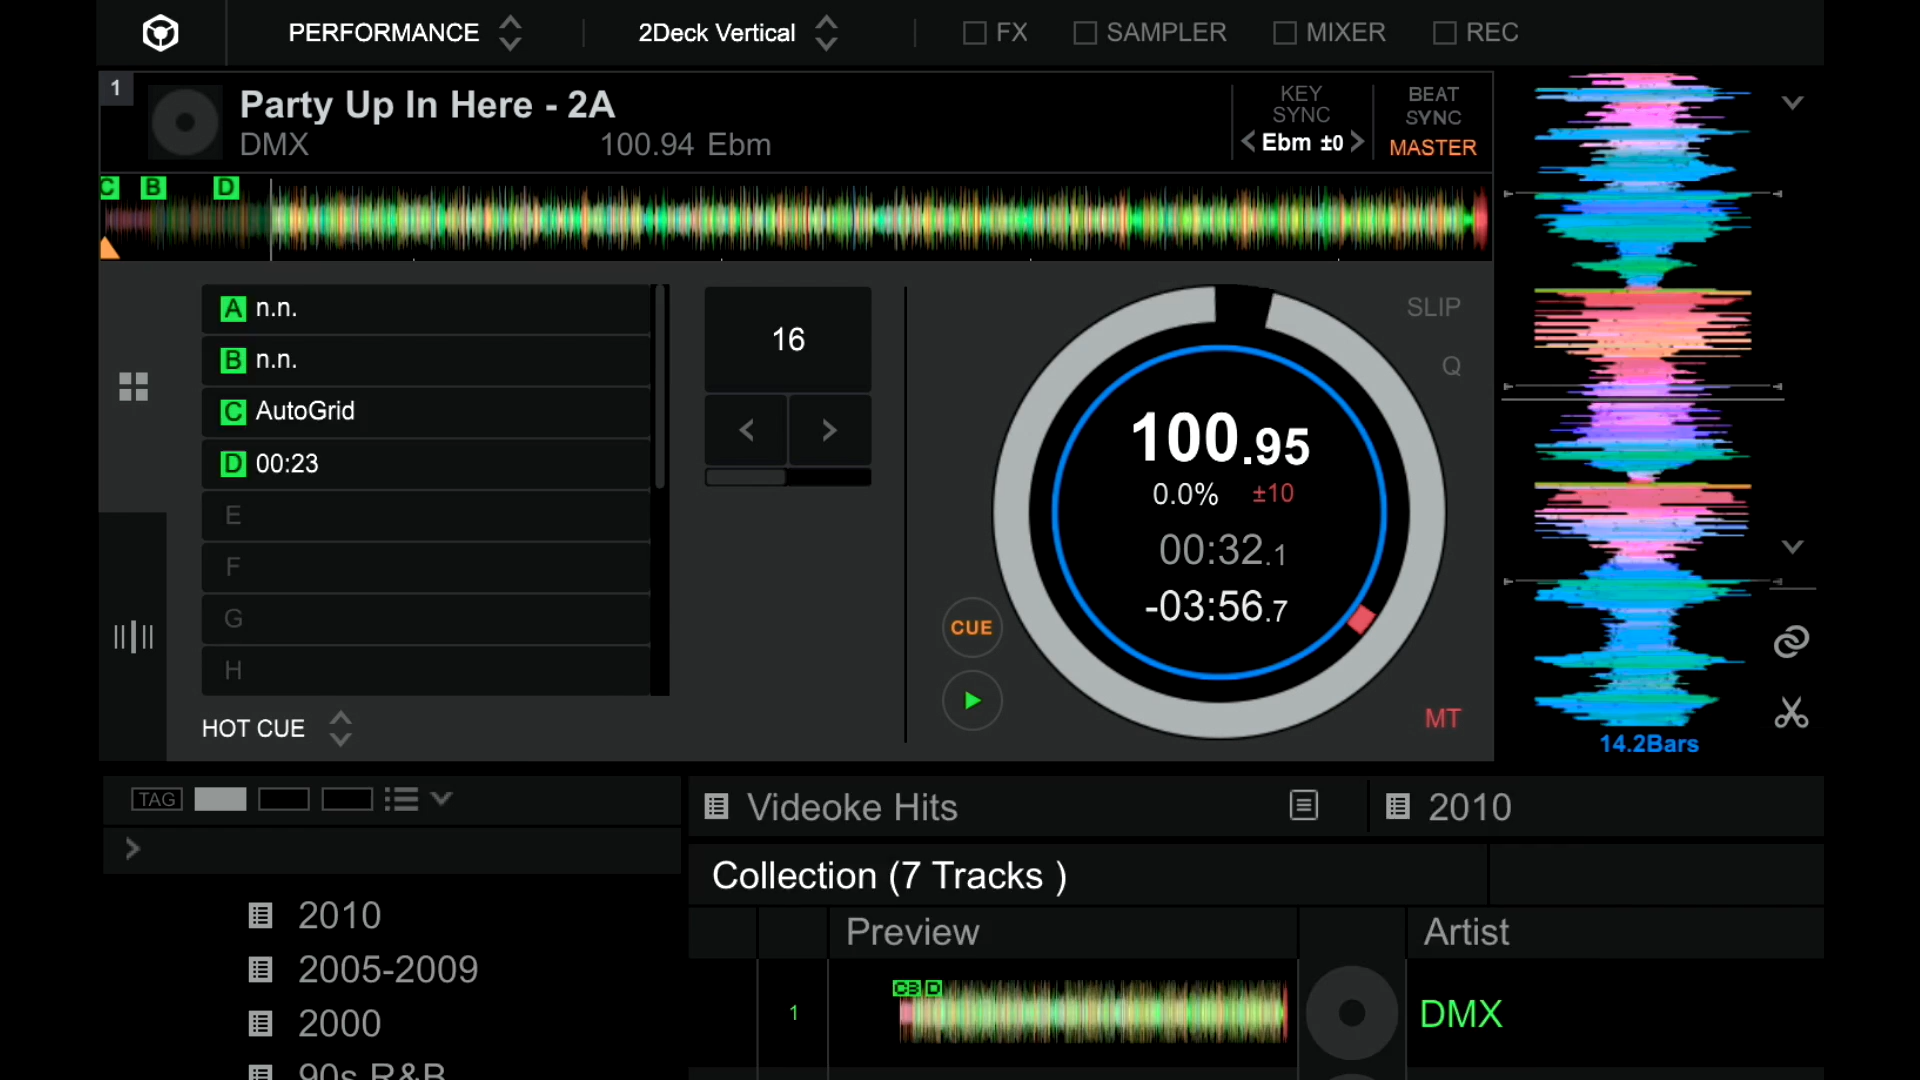 PERFORMANCE 2Deck Vertical FX SAMPLER MIXER REC
1
Party Up In Here - 2A
DMX 100.94 Ebm
KEY SYNC
Ebm ±0
BEAT SYNC
MASTER
C B D
A n.n.
B n.n.
C AutoGrid
D 00:23
E
F
G
H
HOT CUE
16
SLIP
Q
100.95
0.0% ±10
00:32.1
-03:56.7
CUE
MT
14.2Bars
TAG
Videoke Hits
2010
Collection (7 Tracks )
2010
2005-2009
2000
90s R&B
Preview Artist
1 CB D DMX